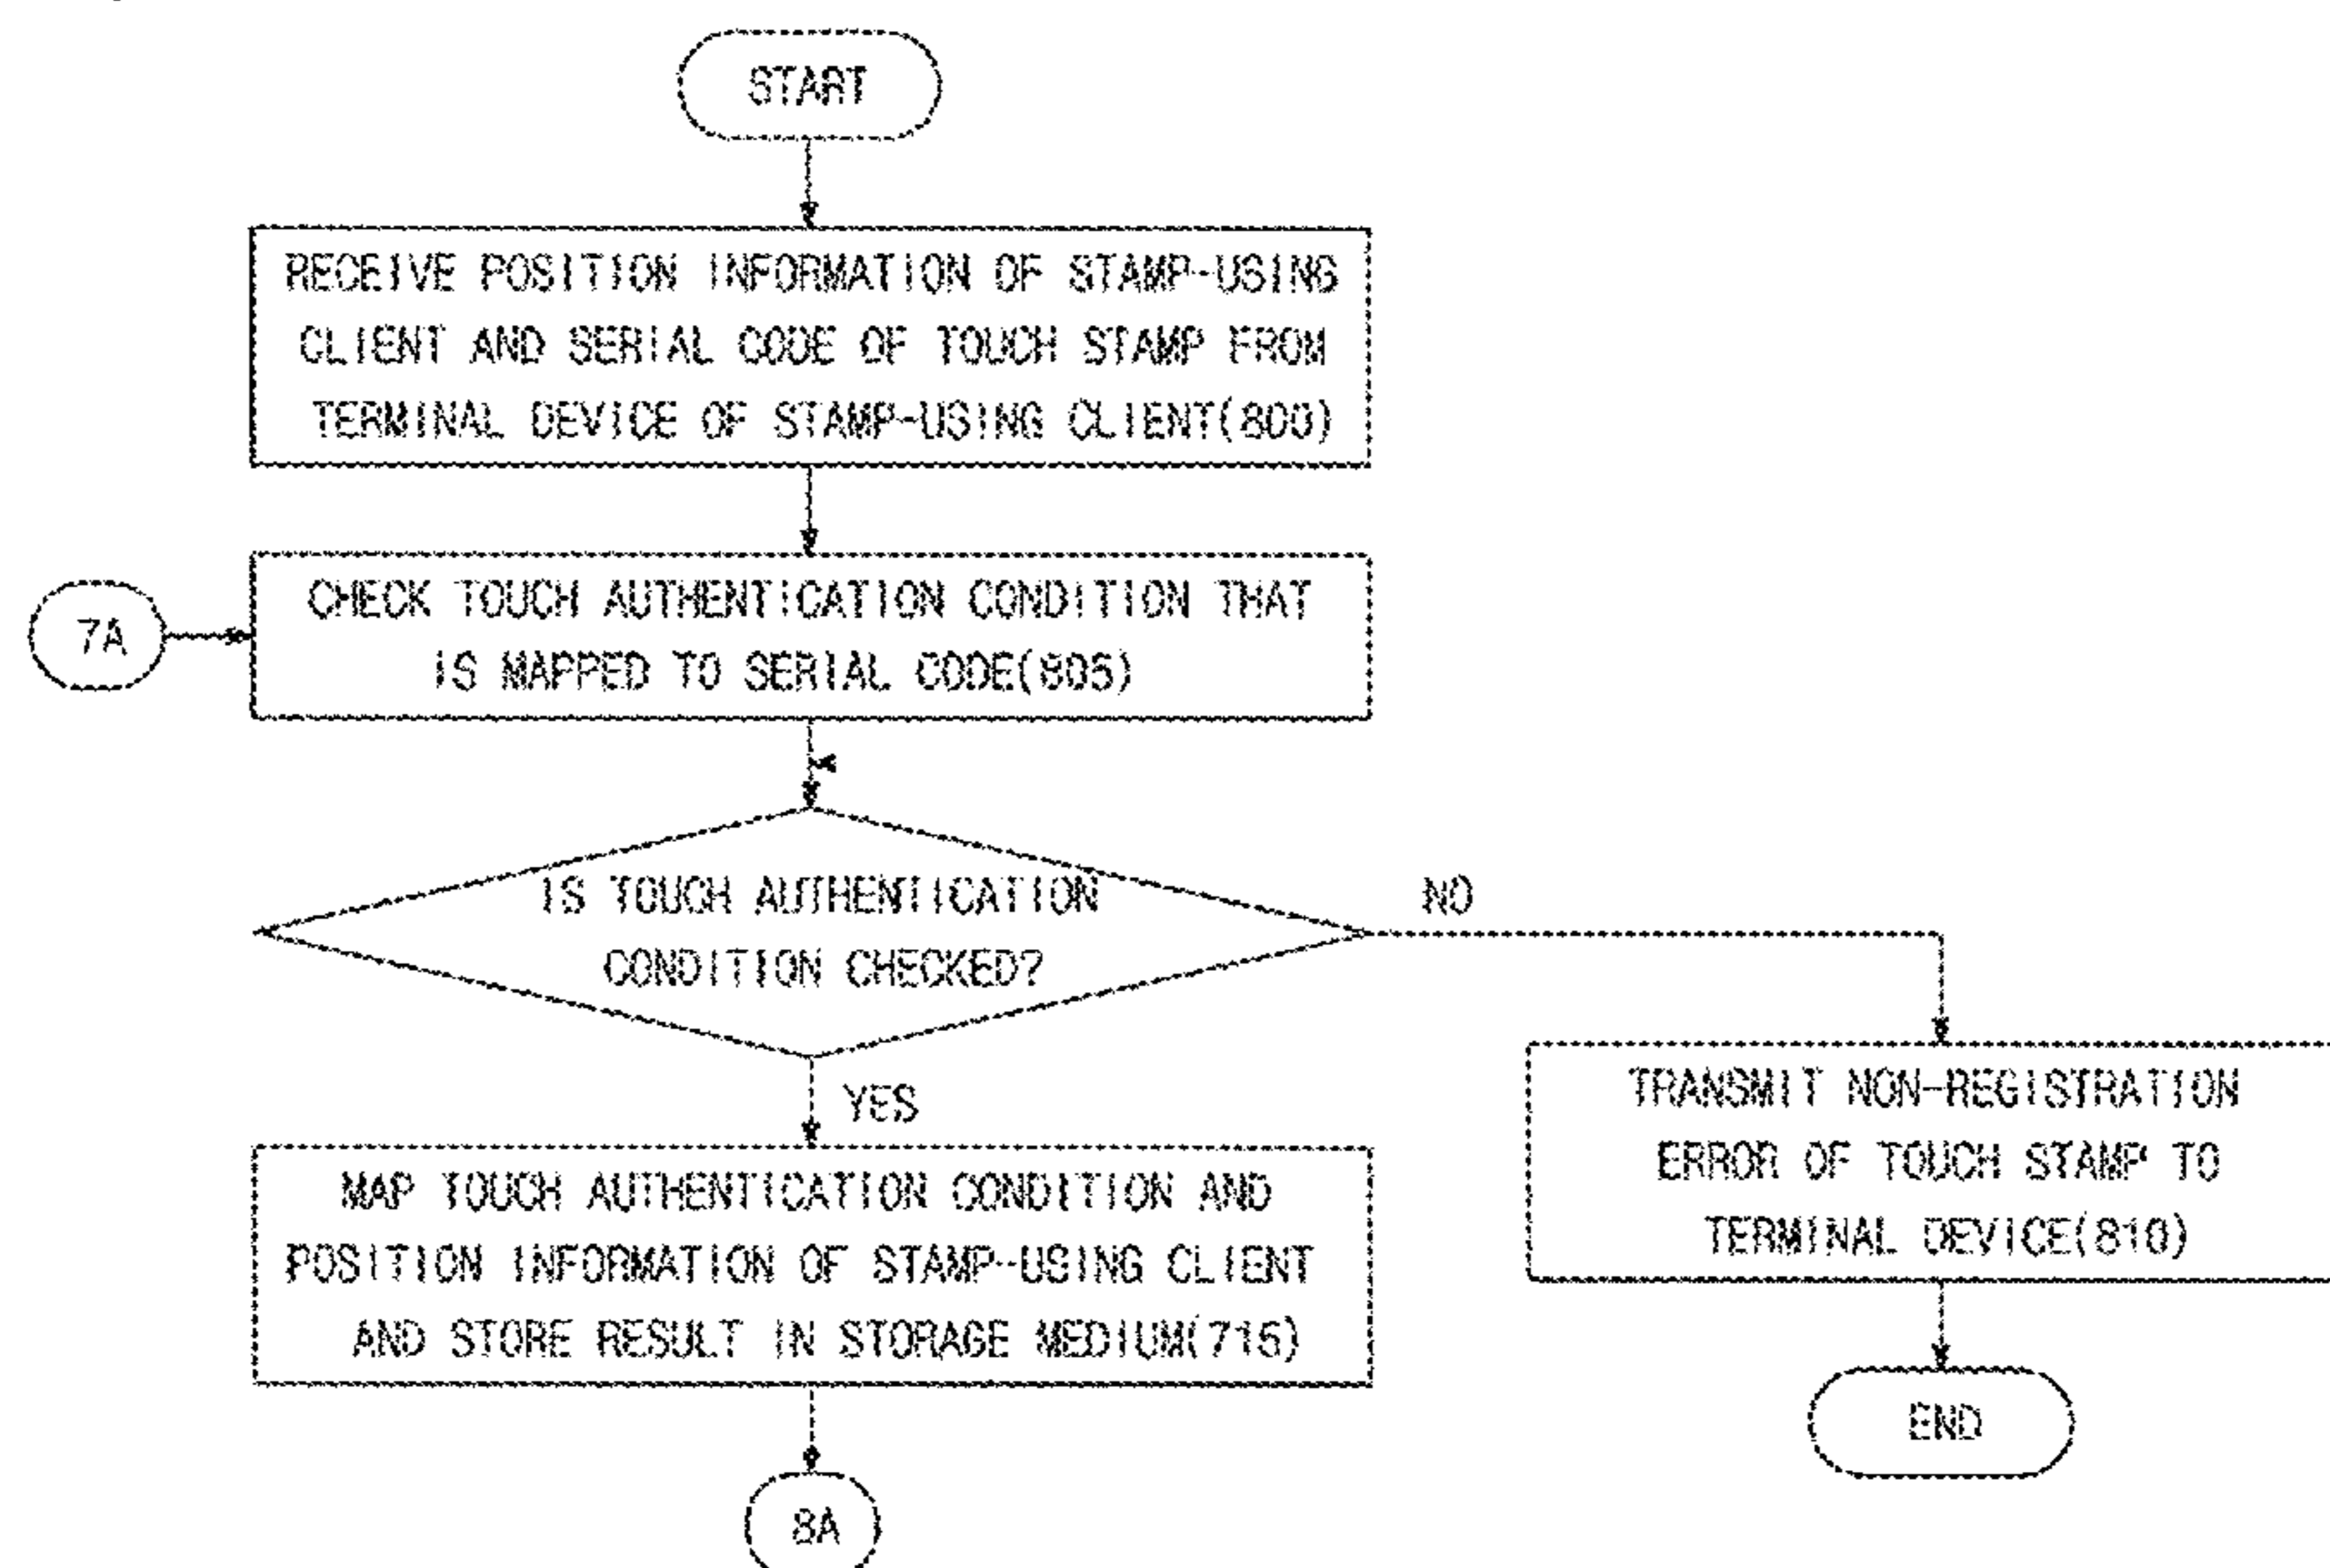 START
RECEIVE POSITION INFORMATION OF STAMP-USING
CLIENT AND SERIAL CODE OF TOUCH STAMP FROM
TERMINAL DEVICE OF STAMP-USING CLIENT(800)
7A
CHECK TOUCH AUTHENTICATION CONDITION THAT
IS MAPPED TO SERIAL CODE(805)
IS TOUCH AUTHENTICATION
CONDITION CHECKED?
NO
YES
TRANSMIT NON-REGISTRATION
ERROR OF TOUCH STAMP TO
TERMINAL DEVICE(810)
MAP TOUCH AUTHENTICATION CONDITION AND
POSITION INFORMATION OF STAMP-USING CLIENT
AND STORE RESULT IN STORAGE MEDIUM(715)
END
8A